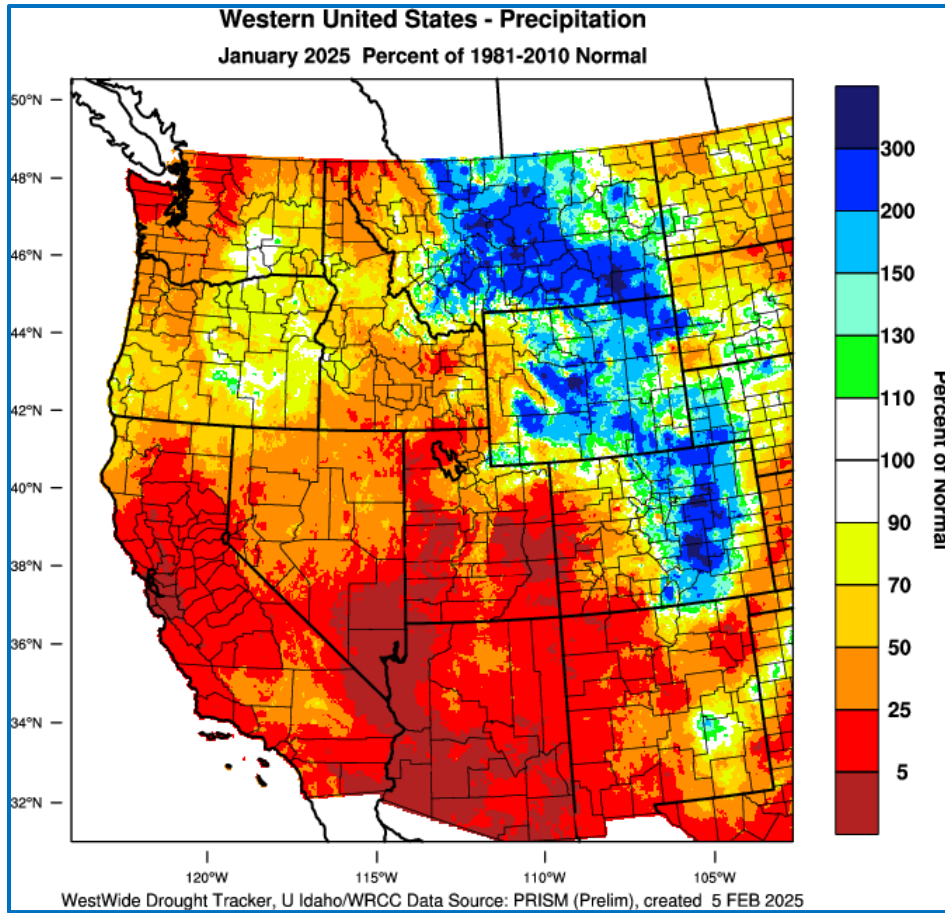 Western United States - Precipitation
January 2025 Percent of 1981-2010 Normal
50°N
48°N
46°N
44°N
42°N
40°N
38°N
36°N
34°N
32°N
120°W
115°W
110°W
105°W
300
200
150
130
110
100
90
70
50
25
5
Percent of Normal
WestWide Drought Tracker, U Idaho/WRCC Data Source: PRISM (Prelim), created 5 FEB 2025